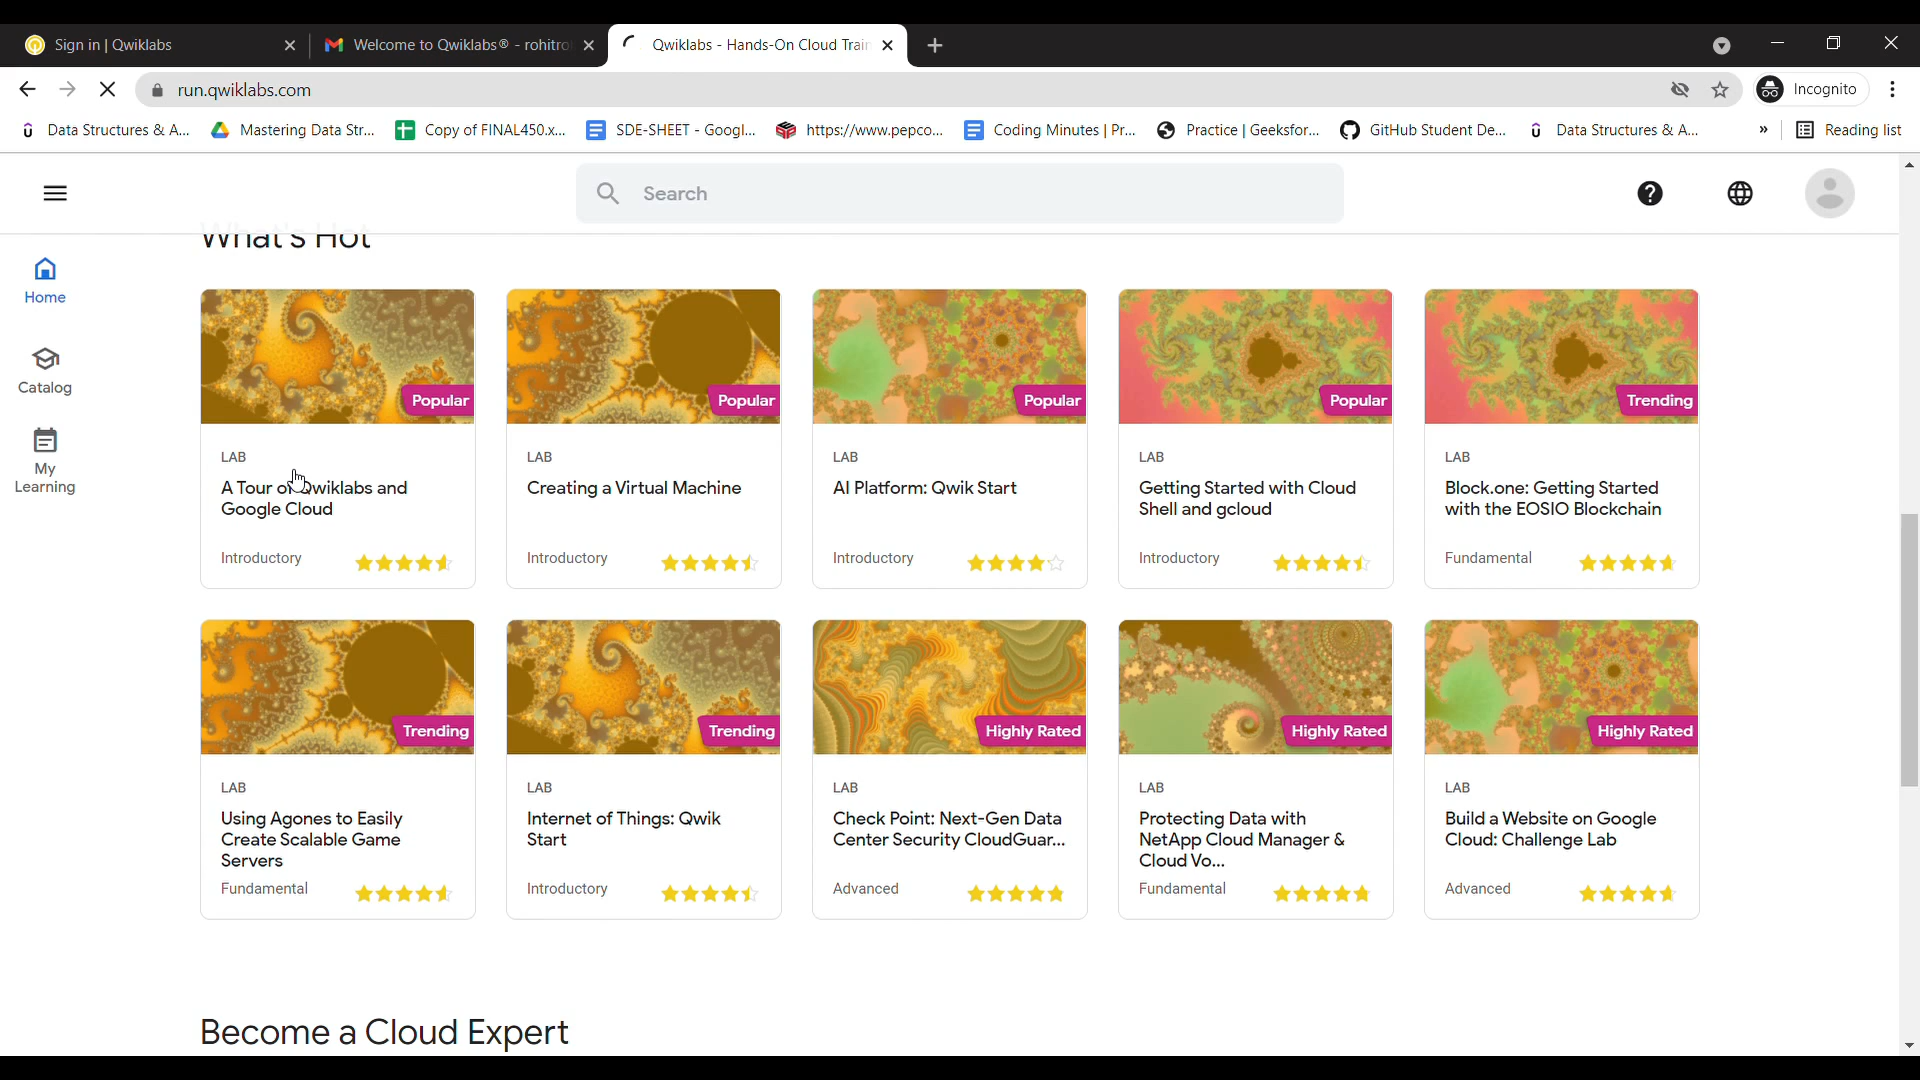 Sign in | Qwiklabs
Welcome to Qwiklabs® - rohitro
Qwiklabs - Hands-On Cloud Train
run.qwiklabs.com
Incognito
Data Structures & A...
Mastering Data Str...
Copy of FINAL450.x...
SDE-SHEET - Googl...
https://www.pepco...
Coding Minutes | Pr...
Practice | Geeksfor...
GitHub Student De...
Data Structures & A...
»
Reading list
Search
What's Hot
Home
Catalog
My
Learning
Popular
LAB
A Tour of Qwiklabs and
Google Cloud
Introductory
Popular
LAB
Creating a Virtual Machine
Introductory
Popular
LAB
AI Platform: Qwik Start
Introductory
Popular
LAB
Getting Started with Cloud
Shell and gcloud
Introductory
Trending
LAB
Block.one: Getting Started
with the EOSIO Blockchain
Fundamental
Trending
LAB
Using Agones to Easily
Create Scalable Game
Servers
Fundamental
Trending
LAB
Internet of Things: Qwik
Start
Introductory
Highly Rated
LAB
Check Point: Next-Gen Data
Center Security CloudGuar...
Advanced
Highly Rated
LAB
Protecting Data with
NetApp Cloud Manager &
Cloud Vo...
Fundamental
Highly Rated
LAB
Build a Website on Google
Cloud: Challenge Lab
Advanced
Become a Cloud Expert